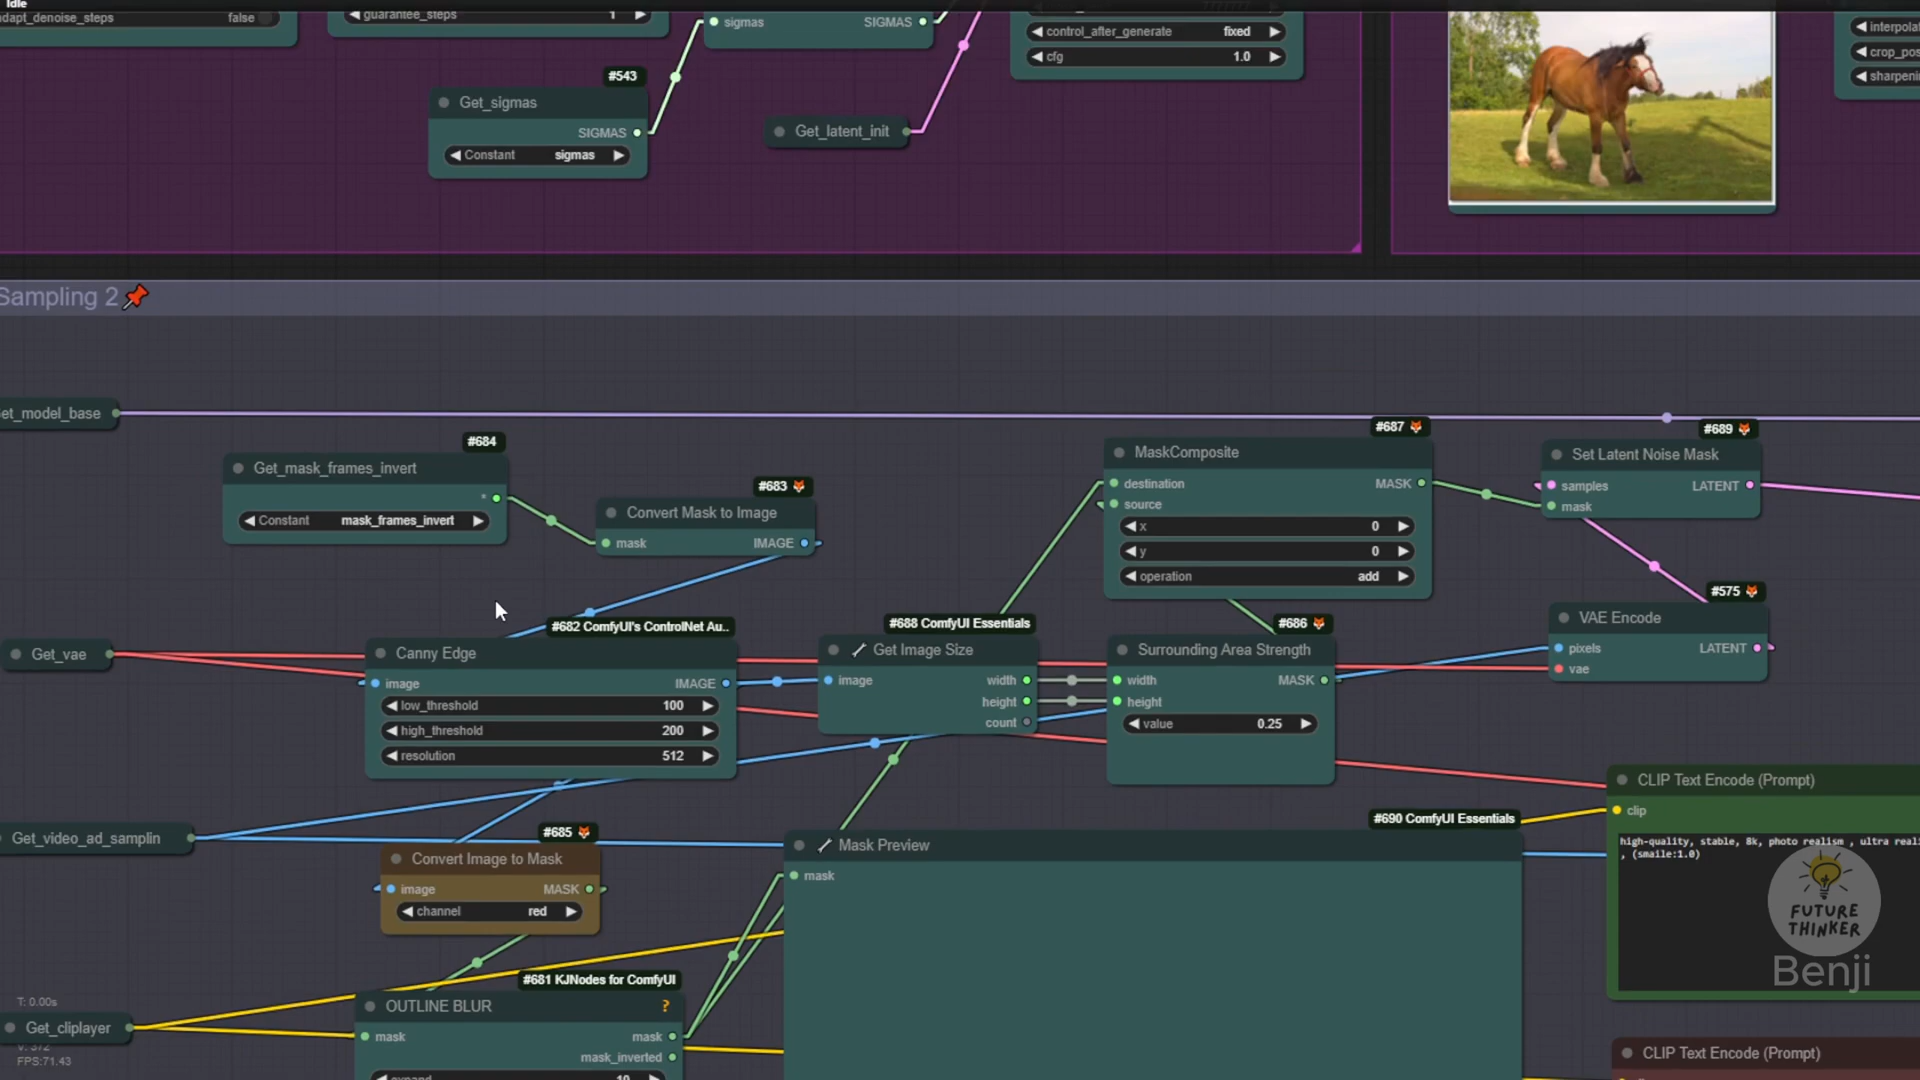 Idle
adapt_denoise_steps false
guarantee_steps 1
sigmas SIGMAS
control_after_generate fixed
cfg 1.0
interpolat
crop_pos
sharpenin
#543
Get_sigmas
SIGMAS
Constant sigmas
Get_latent_init
Sampling 2
et_model_base
#684
Get_mask_frames_invert
*
Constant mask_frames_invert
#683
Convert Mask to Image
mask IMAGE
#687
MaskComposite
destination MASK
source
x 0
y 0
operation add
#689
Set Latent Noise Mask
samples LATENT
mask
#575
VAE Encode
pixels LATENT
vae
Get_vae
#682 ComfyUI's ControlNet Au..
Canny Edge
image IMAGE
low_threshold 100
high_threshold 200
resolution 512
#688 ComfyUI Essentials
Get Image Size
image width
height
count
#686
Surrounding Area Strength
width MASK
height
value 0.25
Get_video_ad_samplin
#685
Convert Image to Mask
image MASK
channel red
#690 ComfyUI Essentials
Mask Preview
mask
CLIP Text Encode (Prompt)
clip
high-quality, stable, 8k, photo realism , ultra reali
, (smaile:1.0)
FUTURE
THINKER
Benji
#681 KJNodes for ComfyUI
OUTLINE BLUR ?
mask mask
mask_inverted
expand 10
T: 0.00s
Get_cliplayer
FPS:71.43
CLIP Text Encode (Prompt)